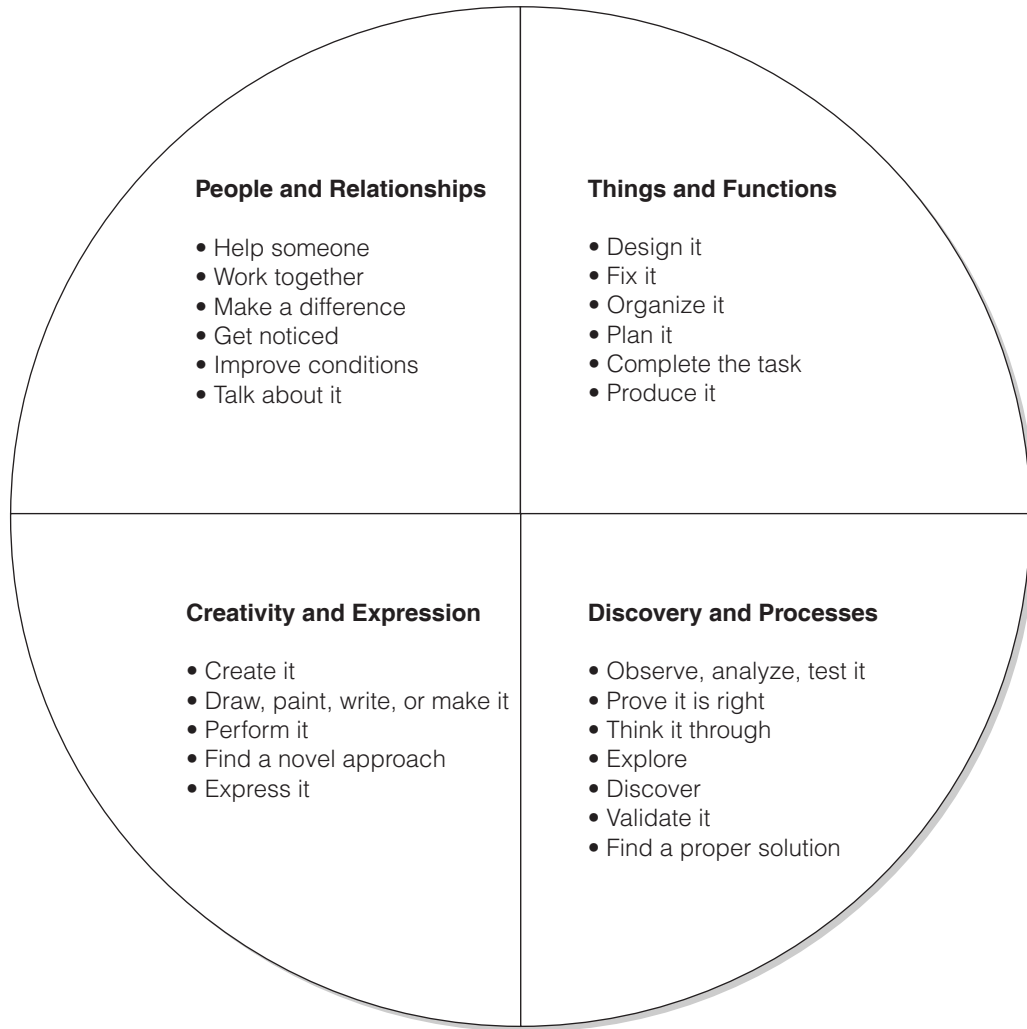 People and Relationships
• Help someone
• Work together
• Make a difference
• Get noticed
• Improve conditions
• Talk about it
Things and Functions
• Design it
• Fix it
• Organize it
• Plan it
• Complete the task
• Produce it
Creativity and Expression
• Create it
• Draw, paint, write, or make it
• Perform it
• Find a novel approach
• Express it
Discovery and Processes
• Observe, analyze, test it
• Prove it is right
• Think it through
• Explore
• Discover
• Validate it
• Find a proper solution